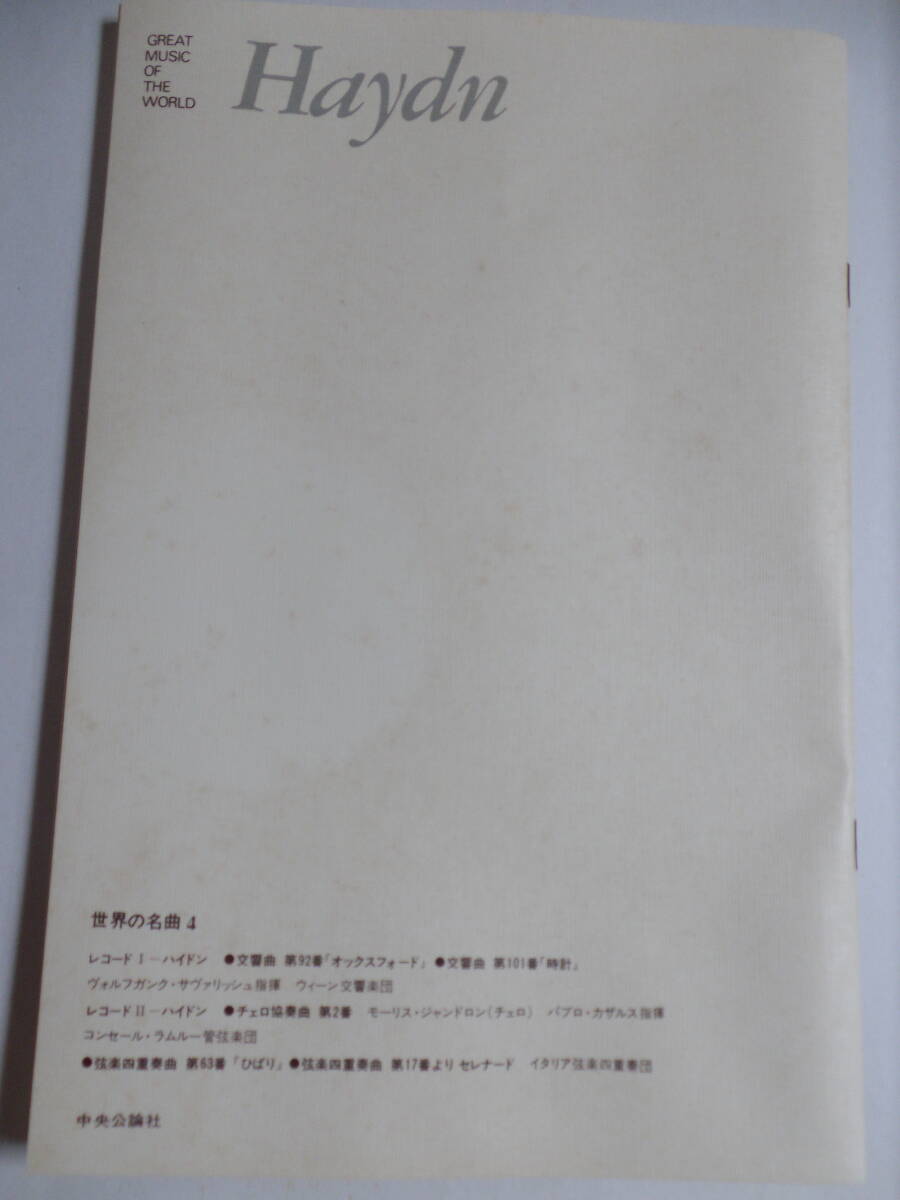 GREAT
MUSIC
OF
THE
WORLD
Haydn
世界の名曲 4
レコード I ーハイドン ●交響曲 第92番「オックスフォード」 ●交響曲 第101番「時計」
ヴォルフガンク・サヴァリッシュ指揮 ウィーン交響楽団
レコード II ーハイドン ●チェロ協奏曲 第2番 モーリス・ジャンドロン(チェロ) パブロ・カザルス指揮
コンセール・ラムルー管弦楽団
●弦楽四重奏曲 第63番「ひばり」 ●弦楽四重奏曲 第17番より セレナード イタリア弦楽四重奏団
中央公論社